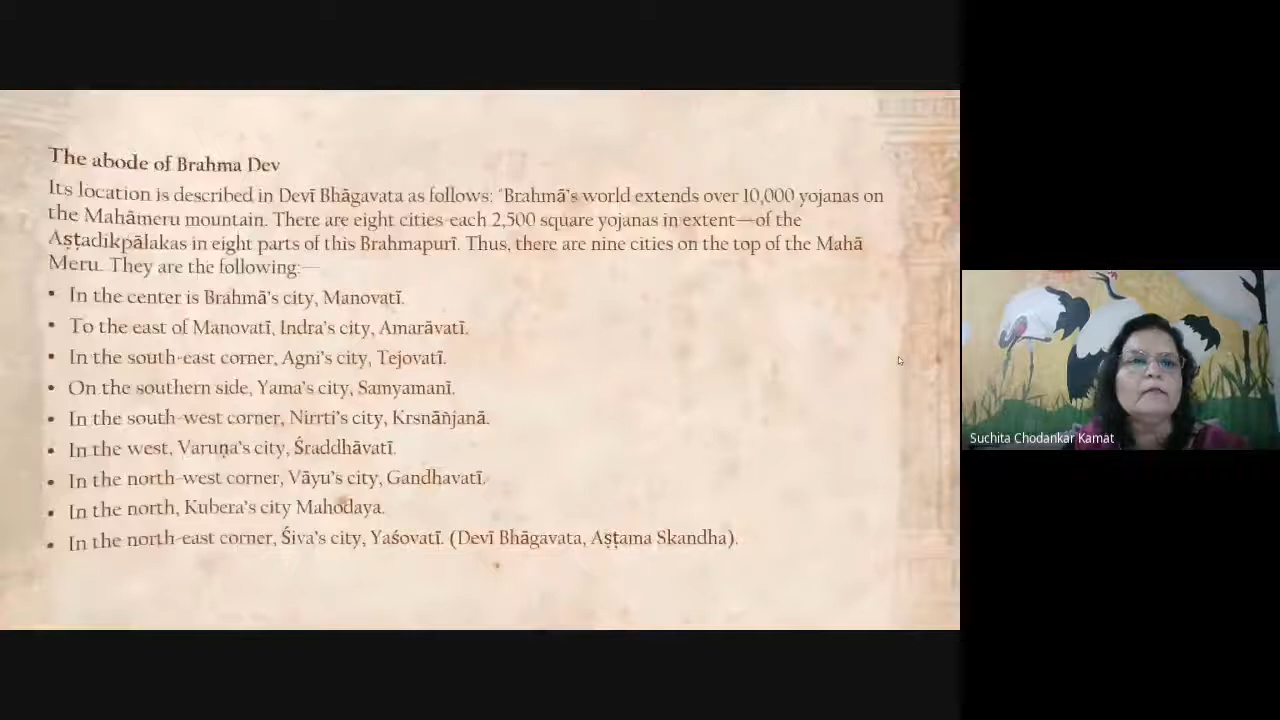 The abode of Brahma Dev
Its location is described in Devī Bhāgavata as follows: "Brahmā's world extends over 10,000 yojanas on
the Mahāmeru mountain. There are eight cities-each 2,500 square yojanas in extent—of the
Aṣṭadikpālakas in eight parts of this Brahmapurī. Thus, there are nine cities on the top of the Mahā
Meru. They are the following:—
• In the center is Brahmā's city, Manovatī.
• To the east of Manovatī, Indra's city, Amarāvatī.
• In the south-east corner, Agni's city, Tejovatī.
• On the southern side, Yama's city, Samyamanī.
• In the south-west corner, Nirrti's city, Krsnāñjanā.
• In the west, Varuṇa's city, Śraddhāvatī.
• In the north-west corner, Vāyu's city, Gandhavatī.
• In the north, Kubera's city Mahodaya.
• In the north-east corner, Śiva's city, Yaśovatī. (Devī Bhāgavata, Aṣṭama Skandha).
Suchita Chodankar Kamat